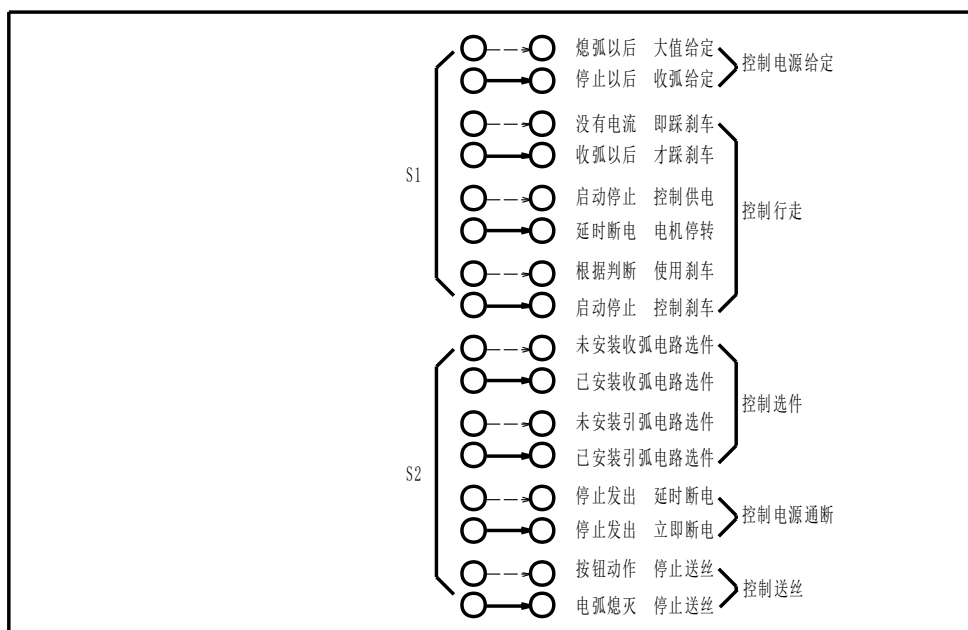 熄弧以后 大值给定
停止以后 收弧给定
控制电源给定
没有电流 即踩刹车
收弧以后 才踩刹车
S1
启动停止 控制供电
延时断电 电机停转
控制行走
根据判断 使用刹车
启动停止 控制刹车
未安装收弧电路选件
已安装收弧电路选件
控制选件
未安装引弧电路选件
已安装引弧电路选件
S2
停止发出 延时断电
停止发出 立即断电
控制电源通断
按钮动作 停止送丝
电弧熄灭 停止送丝
控制送丝